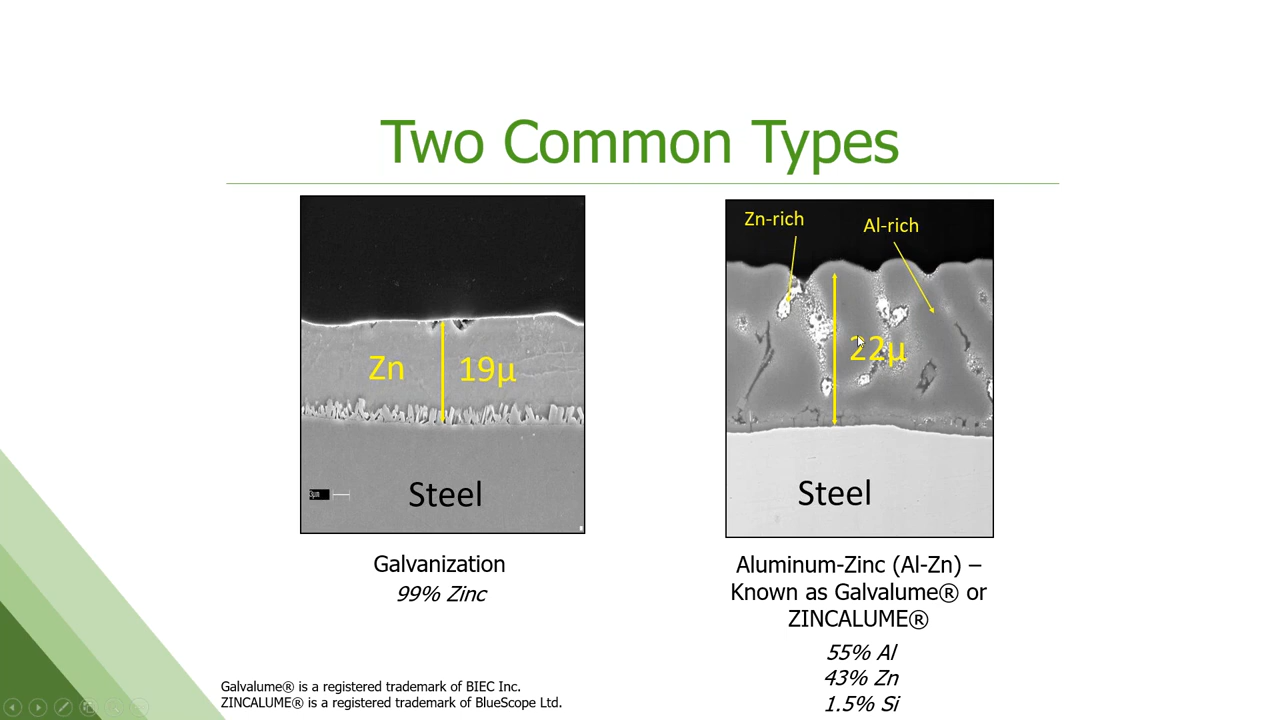 Two Common Types
Zn
19µ
Steel
3µm
Galvanization
99% Zinc
Zn-rich
Al-rich
22µ
Steel
Aluminum-Zinc (Al-Zn) –
Known as Galvalume® or
ZINCALUME®
55% Al
43% Zn
1.5% Si
Galvalume® is a registered trademark of BIEC Inc.
ZINCALUME® is a registered trademark of BlueScope Ltd.